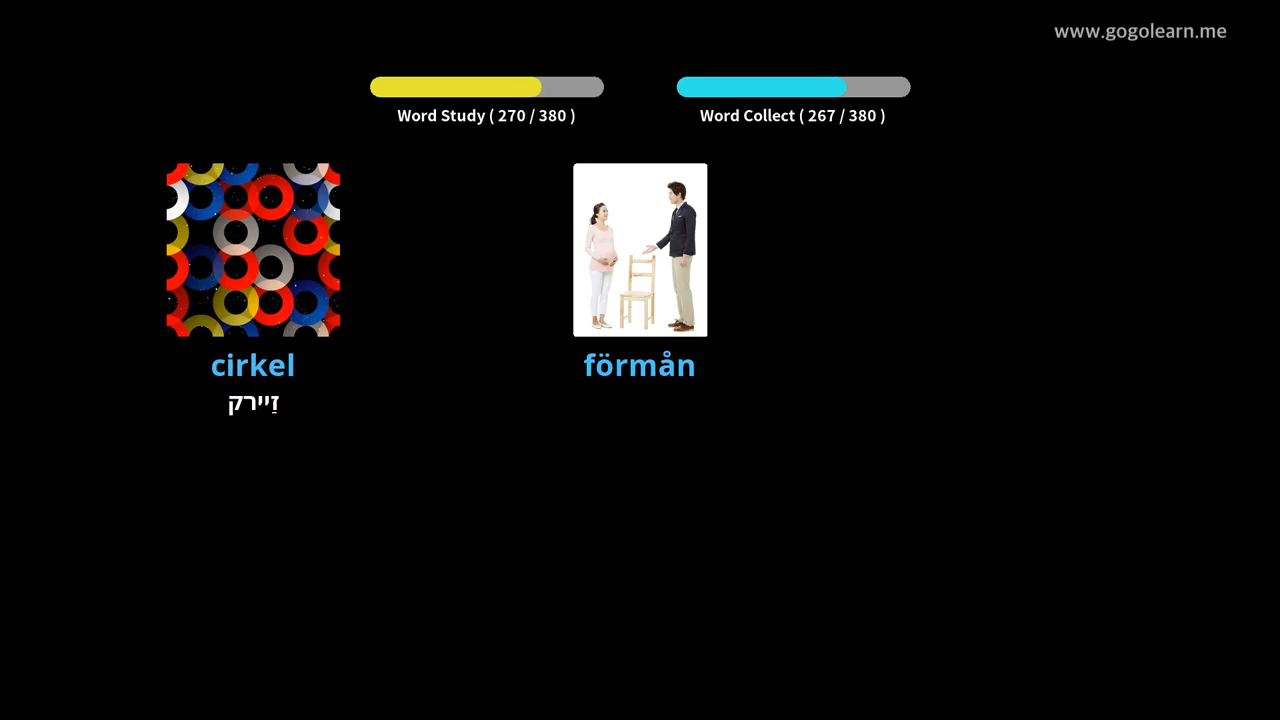 www.gogolearn.me
Word Study ( 270 / 380 )
Word Collect ( 267 / 380 )
cirkel
förmån
זַיירק